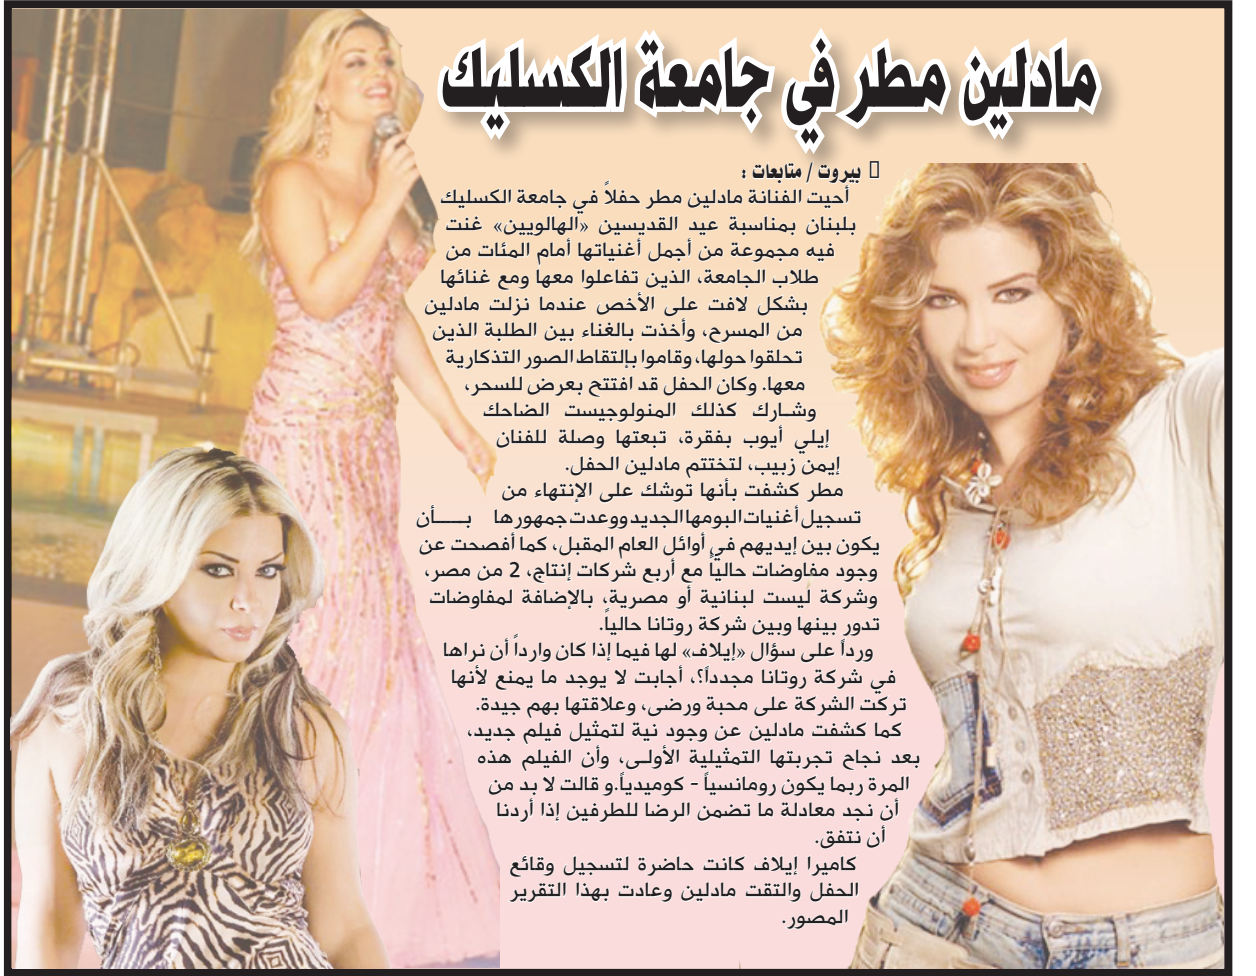 مادلين مطر في جامعة الكسليك
بيروت / متابعات :
أحيت الفنانة مادلين مطر حفلاً في جامعة الكسليك
بلبنان بمناسبة عيد القديسين «الهالويين» غنت
فيه مجموعة من أجمل أغنياتها أمام المئات من
طلاب الجامعة، الذين تفاعلوا معها ومع غنائها
بشكل لافت على الأخص عندما نزلت مادلين
من المسرح، وأخذت بالغناء بين الطلبة الذين
تحلقوا حولها، وقاموا بإلتقاط الصور التذكارية
معها. وكان الحفل قد افتتح بعرض للسحر،
وشـارك كذلك المنولوجيست الضاحك
إيلي أيوب بفقرة، تبعتها وصلة للفنان
إيمن زبيب، لتختتم مادلين الحفل.
مطر كشفت بأنها توشك على الإنتهاء من
تسجيل أغنيات البومها الجديد ووعدت جمهورها بـــــأن
يكون بين إيديهم في أوائل العام المقبل، كما أفصحت عن
وجود مفاوضات حالياً مع أربع شركات إنتاج، 2 من مصر،
وشركة ليست لبنانية أو مصرية، بالإضافة لمفاوضات
تدور بينها وبين شركة روتانا حالياً.
ورداً على سؤال «إيلاف» لها فيما إذا كان وارداً أن نراها
في شركة روتانا مجدداً؟، أجابت لا يوجد ما يمنع لأنها
تركت الشركة على محبة ورضى، وعلاقتها بهم جيدة.
كما كشفت مادلين عن وجود نية لتمثيل فيلم جديد،
بعد نجاح تجربتها التمثيلية الأولـى، وأن الفيلم هذه
المرة ربما يكون رومانسياً - كوميدياً.و قالت لا بد من
أن نجد معادلة ما تضمن الرضا للطرفين إذا أردنا
أن نتفق.
كاميرا إيلاف كانت حاضرة لتسجيل وقائع
الحفل والتقت مادلين وعادت بهذا التقرير
المصور.